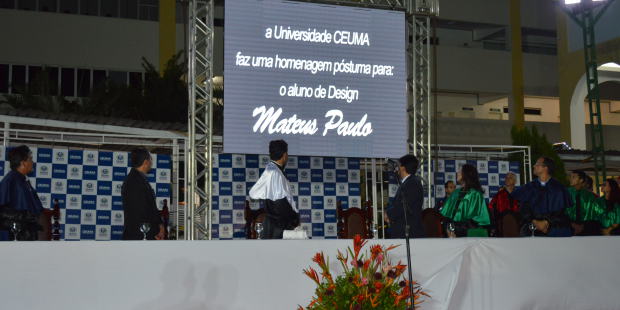 a Universidade CEUMA
faz uma homenagem póstuma para:
o aluno de Design
Mateus Paulo